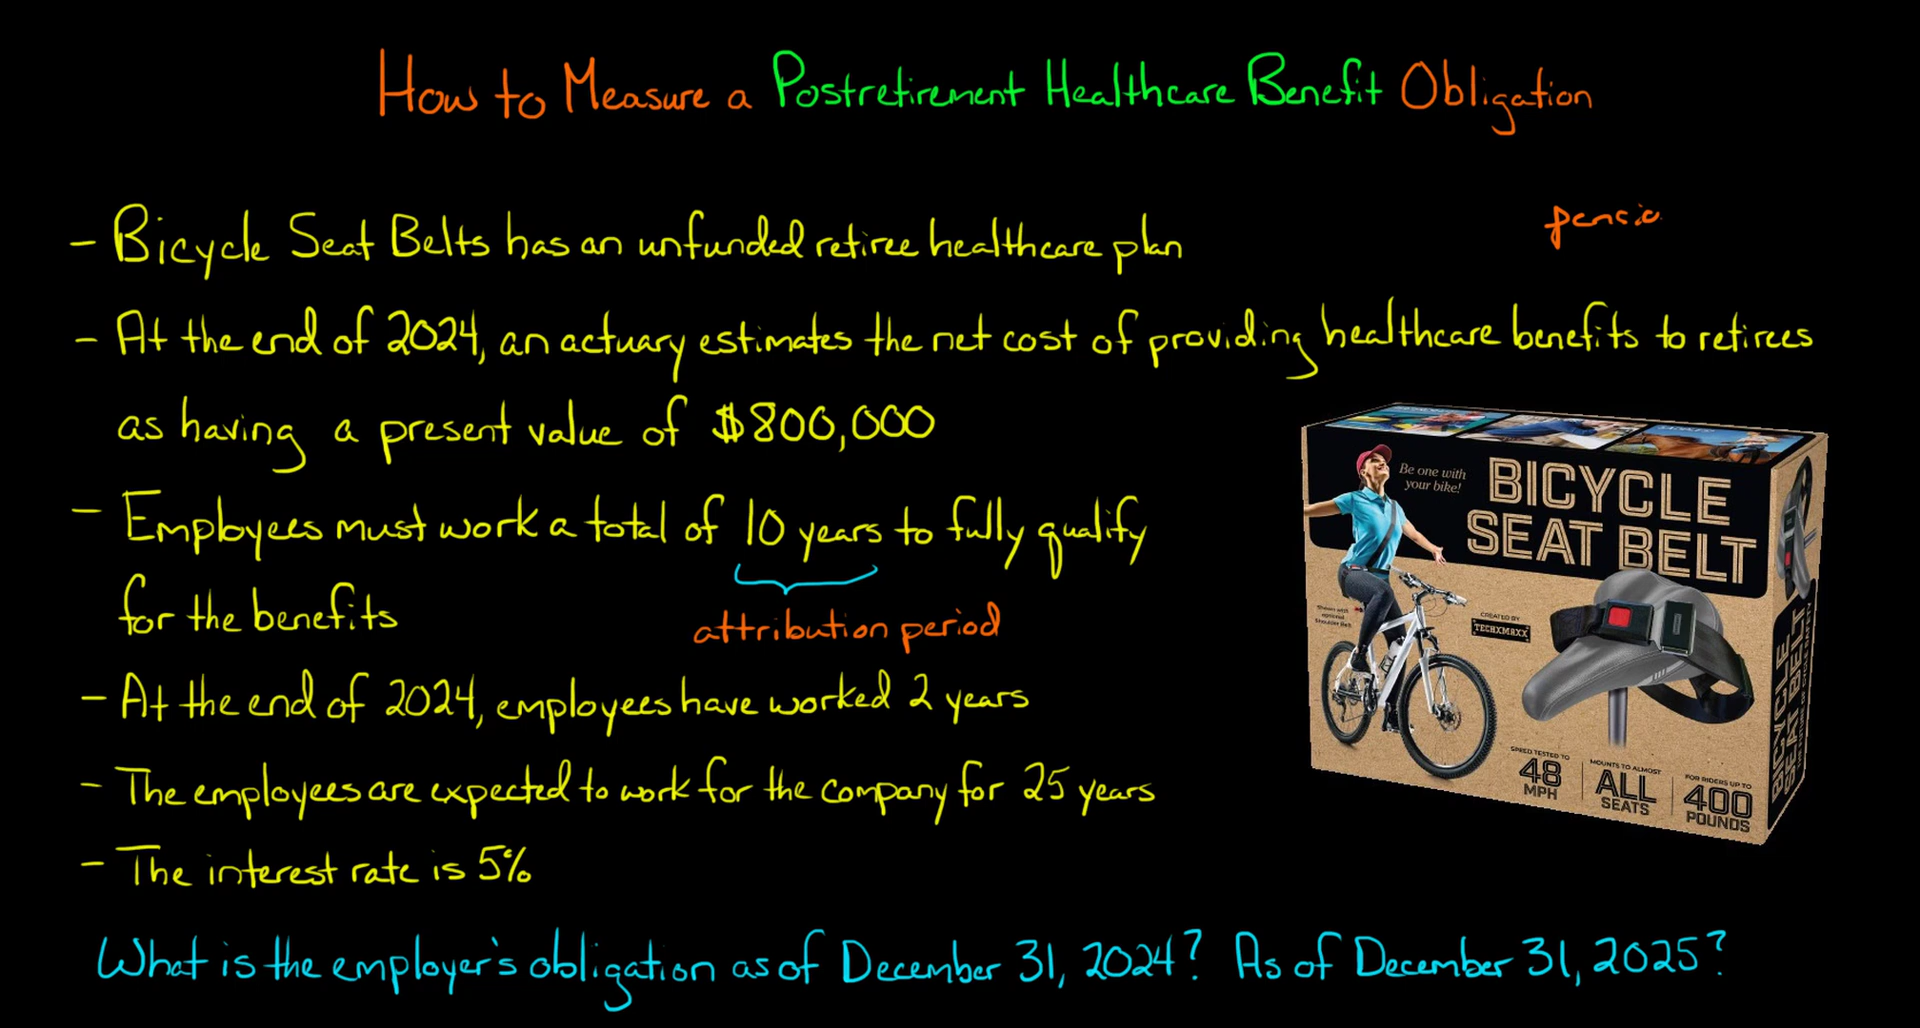 How to Measure a Postretirement Healthcare Benefit Obligation
pensio
- Bicycle Seat Belts has an unfunded retiree healthcare plan
- At the end of 2024, an actuary estimates the net cost of providing healthcare benefits to retirees
as having a present value of $800,000
- Employees must work a total of 10 years to fully qualify
for the benefits
attribution period
- At the end of 2024, employees have worked 2 years
- The employees are expected to work for the company for 25 years
- The interest rate is 5%
What is the employer's obligation as of December 31, 2024? As of December 31, 2025?
Be one with
your bike!
BICYCLE
SEAT BELT
Shown with
optional
Shoulder Belt
CREATED BY
TECHXMAXX
SPEED TESTED TO
48
MPH
MOUNTS TO ALMOST
ALL
SEATS
FOR RIDERS UP TO
400
POUNDS
BICYCLE
SEAT BELT